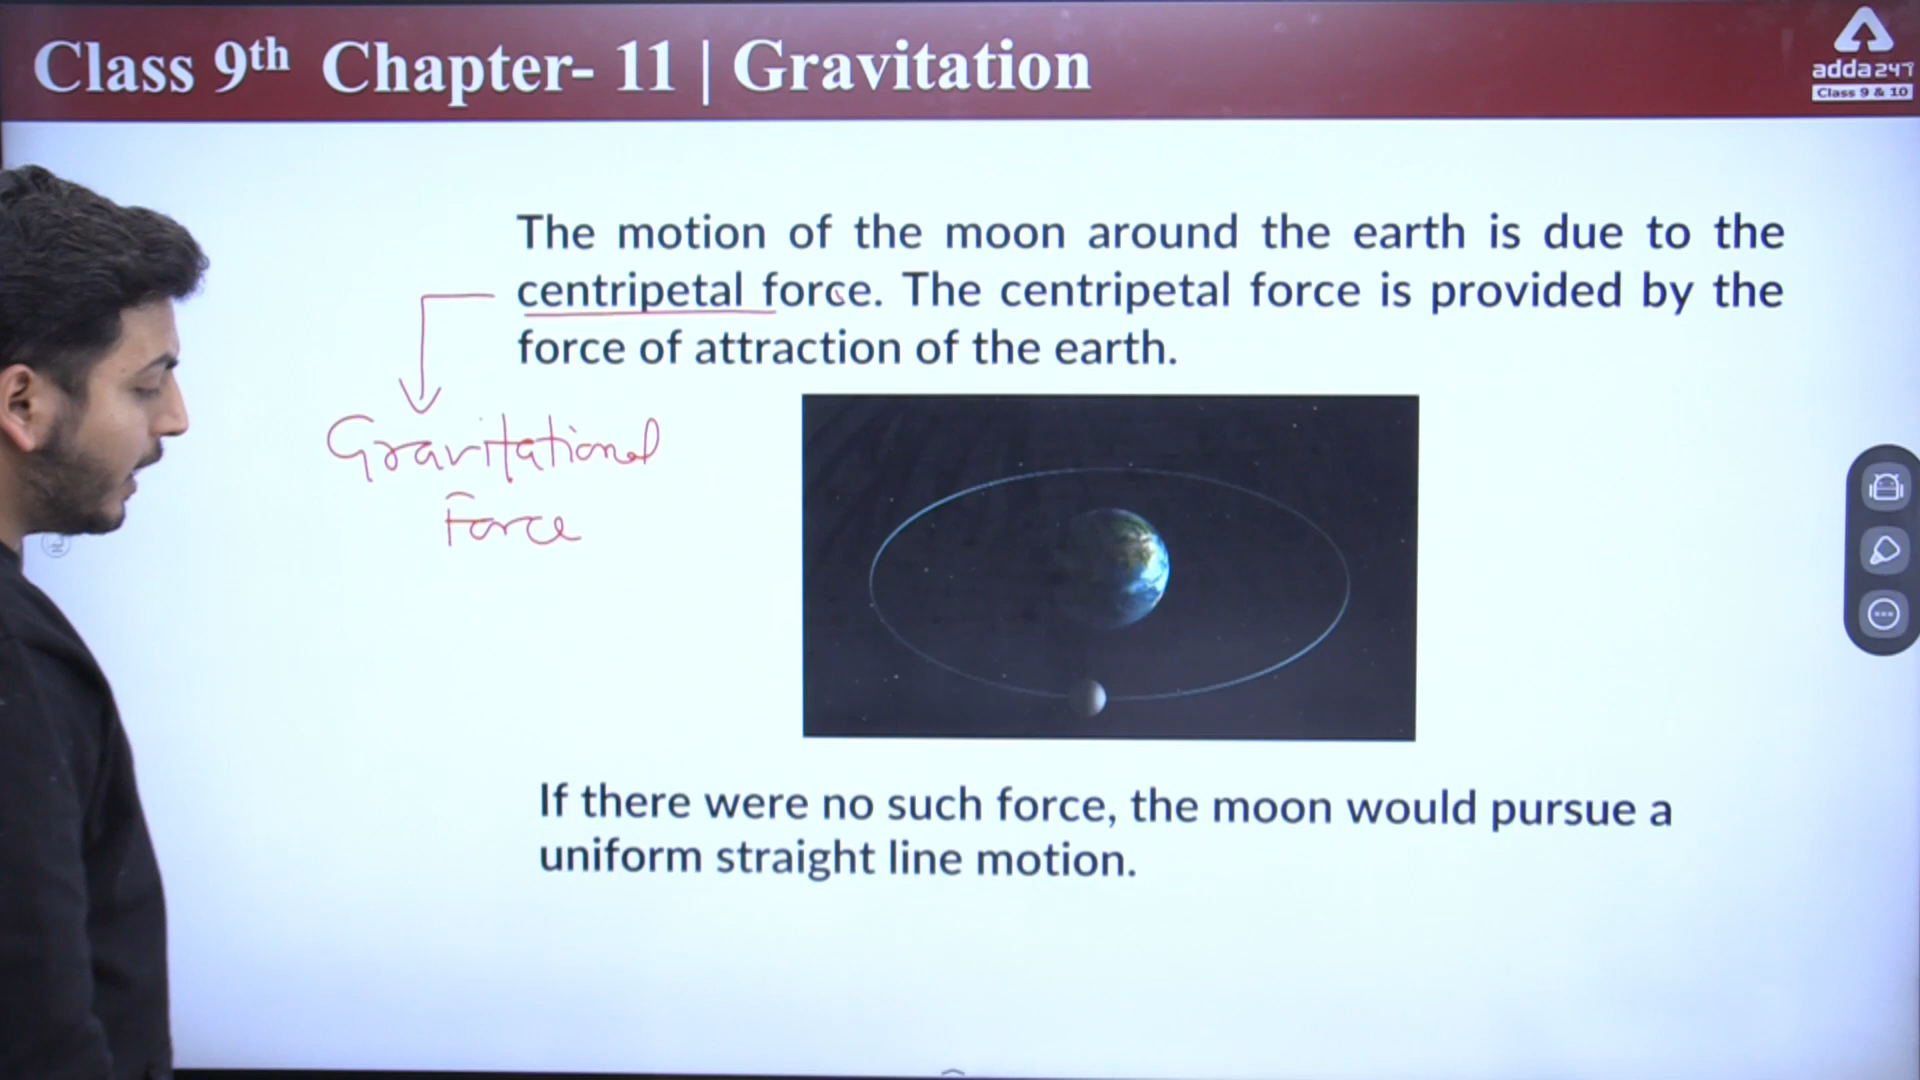 Class 9th Chapter- 11 | Gravitation
adda247
Class 9 & 10
The motion of the moon around the earth is due to the
centripetal force. The centripetal force is provided by the
force of attraction of the earth.
Gravitational
Force
If there were no such force, the moon would pursue a
uniform straight line motion.